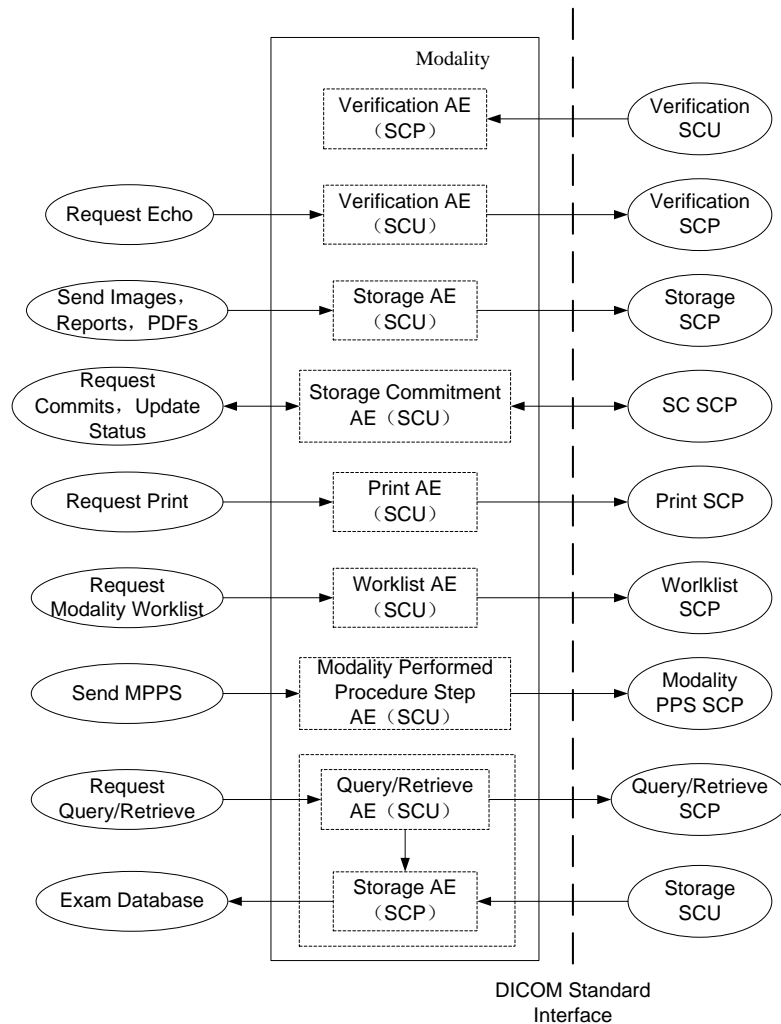 Modality
Verification AE
（SCP）
Verification
SCU
Request Echo
Verification AE
（SCU）
Verification
SCP
Send Images，
Reports，PDFs
Storage AE
（SCU）
Storage
SCP
Request
Commits，Update
Status
Storage Commitment
AE（SCU）
SC SCP
Request Print
Print AE
（SCU）
Print SCP
Request
Modality Worklist
Worklist AE
（SCU）
Worlklist
SCP
Send MPPS
Modality Performed
Procedure Step
AE（SCU）
Modality
PPS SCP
Request
Query/Retrieve
Query/Retrieve
AE（SCU）
Query/Retrieve
SCP
Exam Database
Storage AE
（SCP）
Storage
SCU
DICOM Standard
Interface